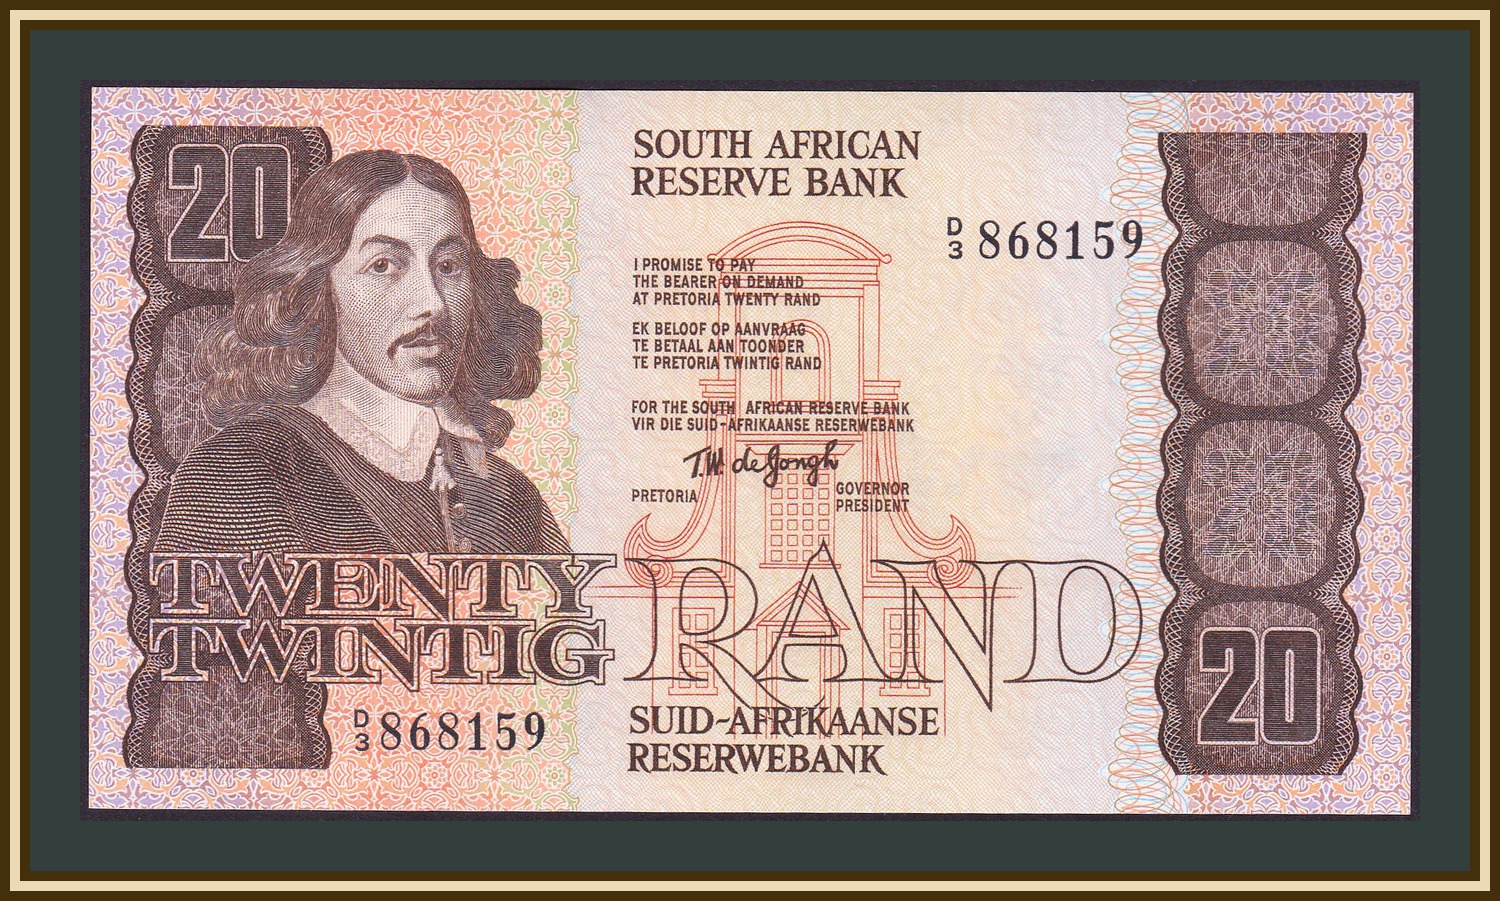 20
SOUTH AFRICAN
RESERVE BANK
D/3 868159
I PROMISE TO PAY
THE BEARER ON DEMAND
AT PRETORIA TWENTY RAND
EK BELOOF OP AANVRAAG
TE BETAAL AAN TOONDER
TE PRETORIA TWINTIG RAND
FOR THE SOUTH AFRICAN RESERVE BANK
VIR DIE SUID-AFRIKAANSE RESERWEBANK
T.W. de Jongh
PRETORIA
GOVERNOR
PRESIDENT
TWENTY
TWINTIG
RAND
D/3 868159
SUID-AFRIKAANSE
RESERWEBANK
20